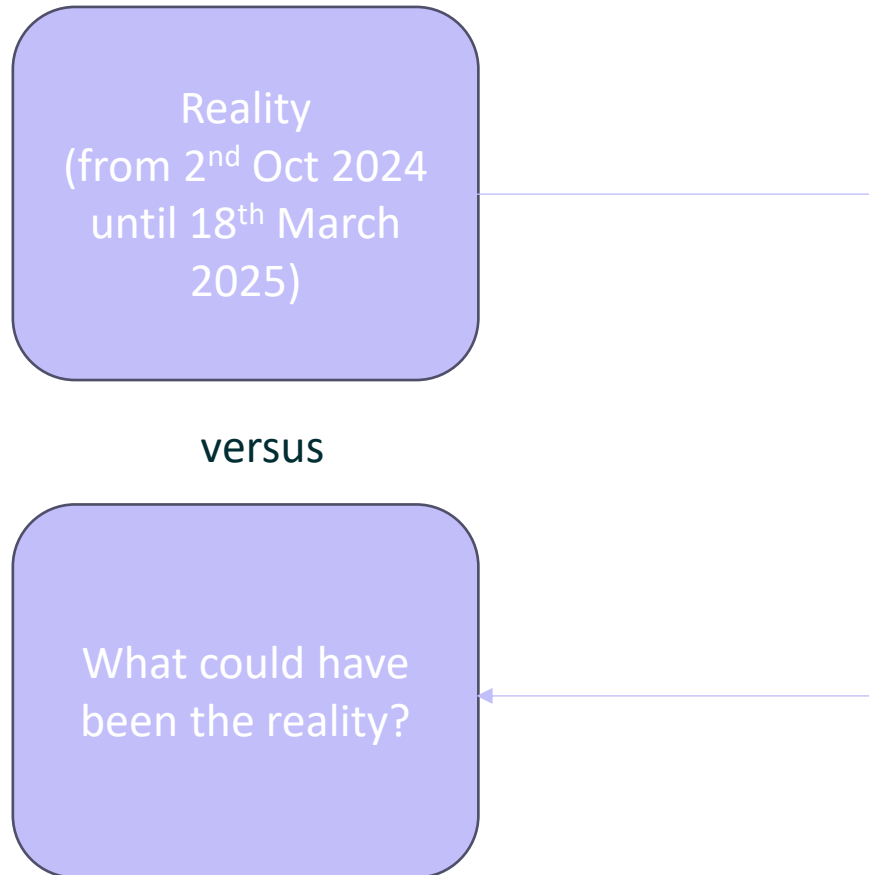 Reality
(from 2nd Oct 2024
until 18th March
2025)
versus
What could have
been the reality?